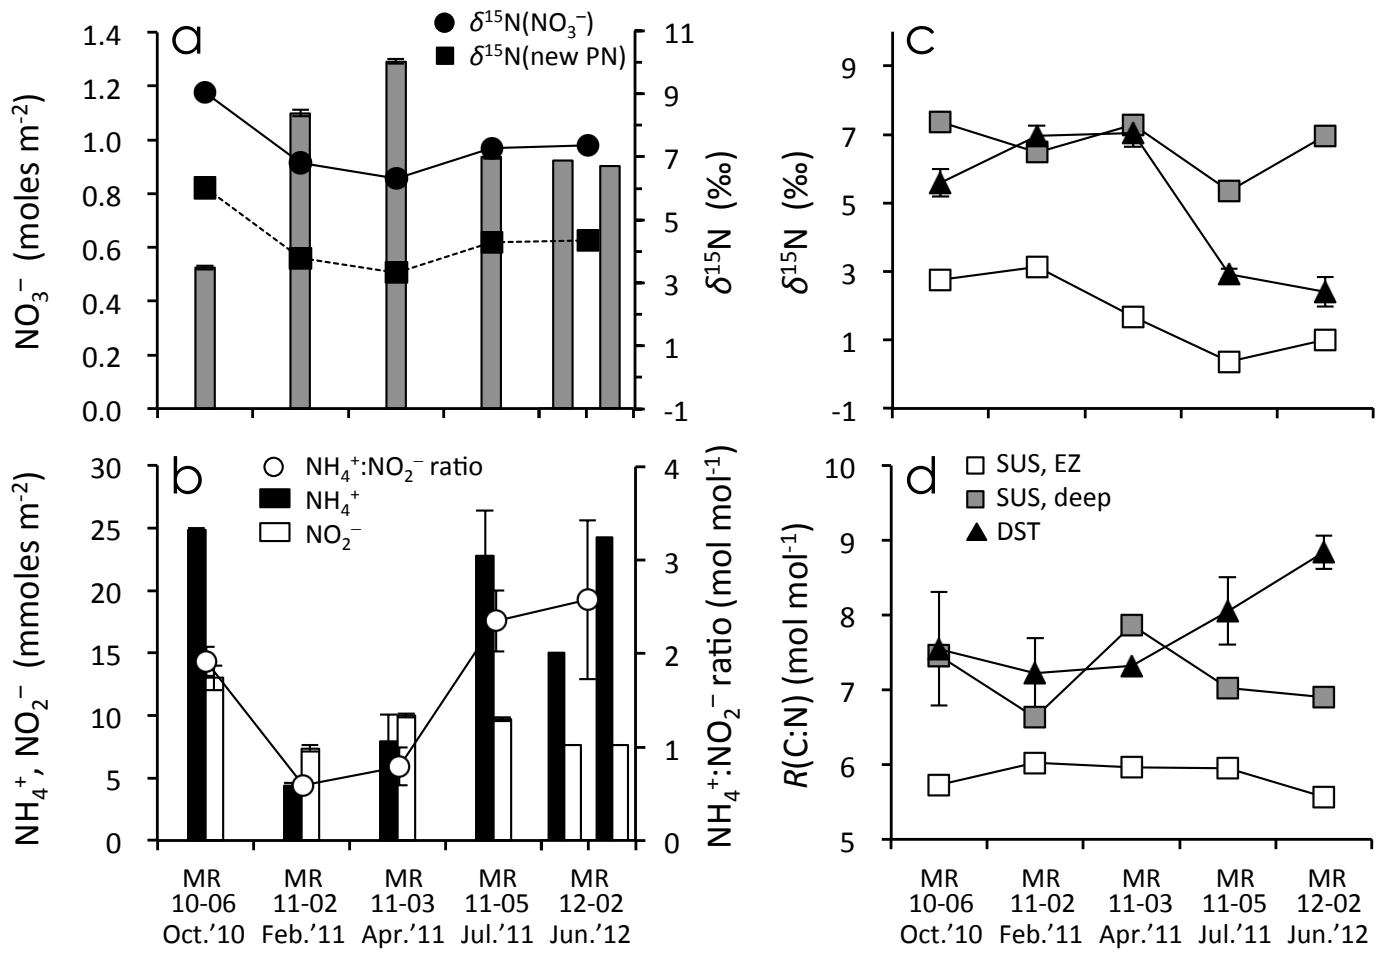 a
δ¹⁵N(NO₃⁻)
δ¹⁵N(new PN)
NO₃⁻ (moles m⁻²)
1.4
1.2
1.0
0.8
0.6
0.4
0.2
0.0
11
9
7
5
3
1
-1
δ¹⁵N (‰)
c
δ¹⁵N (‰)
9
7
5
3
1
-1
b
NH₄⁺:NO₂⁻ ratio
NH₄⁺
NO₂⁻
NH₄⁺, NO₂⁻ (mmoles m⁻²)
30
25
20
15
10
5
0
4
3
2
1
0
NH₄⁺:NO₂⁻ ratio (mol mol⁻¹)
MR
10-06
Oct.'10
MR
11-02
Feb.'11
MR
11-03
Apr.'11
MR
11-05
Jul.'11
MR
12-02
Jun.'12
d
SUS, EZ
SUS, deep
DST
R(C:N) (mol mol⁻¹)
10
9
8
7
6
5
MR
10-06
Oct.'10
MR
11-02
Feb.'11
MR
11-03
Apr.'11
MR
11-05
Jul.'11
MR
12-02
Jun.'12